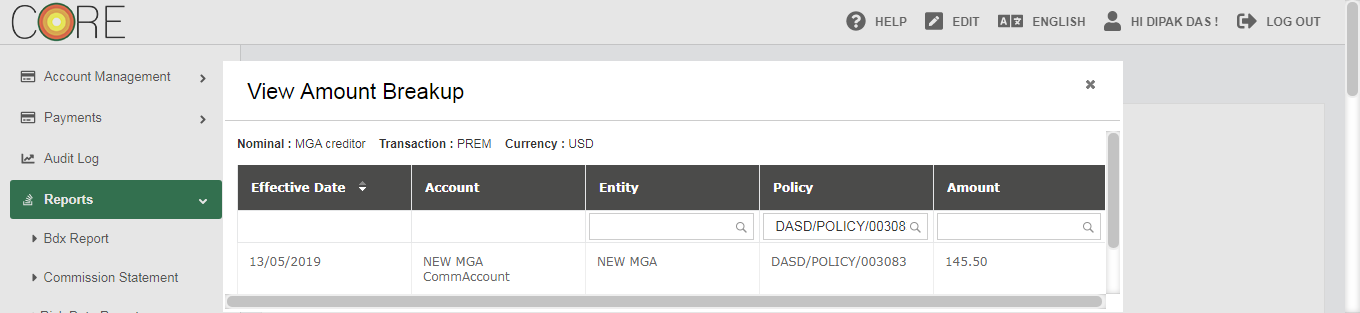 CORE
HELP
EDIT
ENGLISH
HI DIPAK DAS !
LOG OUT
Account Management
Payments
Audit Log
Reports
Bdx Report
Commission Statement
View Amount Breakup
Nominal : MGA creditor Transaction : PREM Currency : USD
Effective Date Account Entity Policy Amount
DASD/POLICY/00308
13/05/2019 NEW MGA NEW MGA DASD/POLICY/003083 145.50
CommAccount